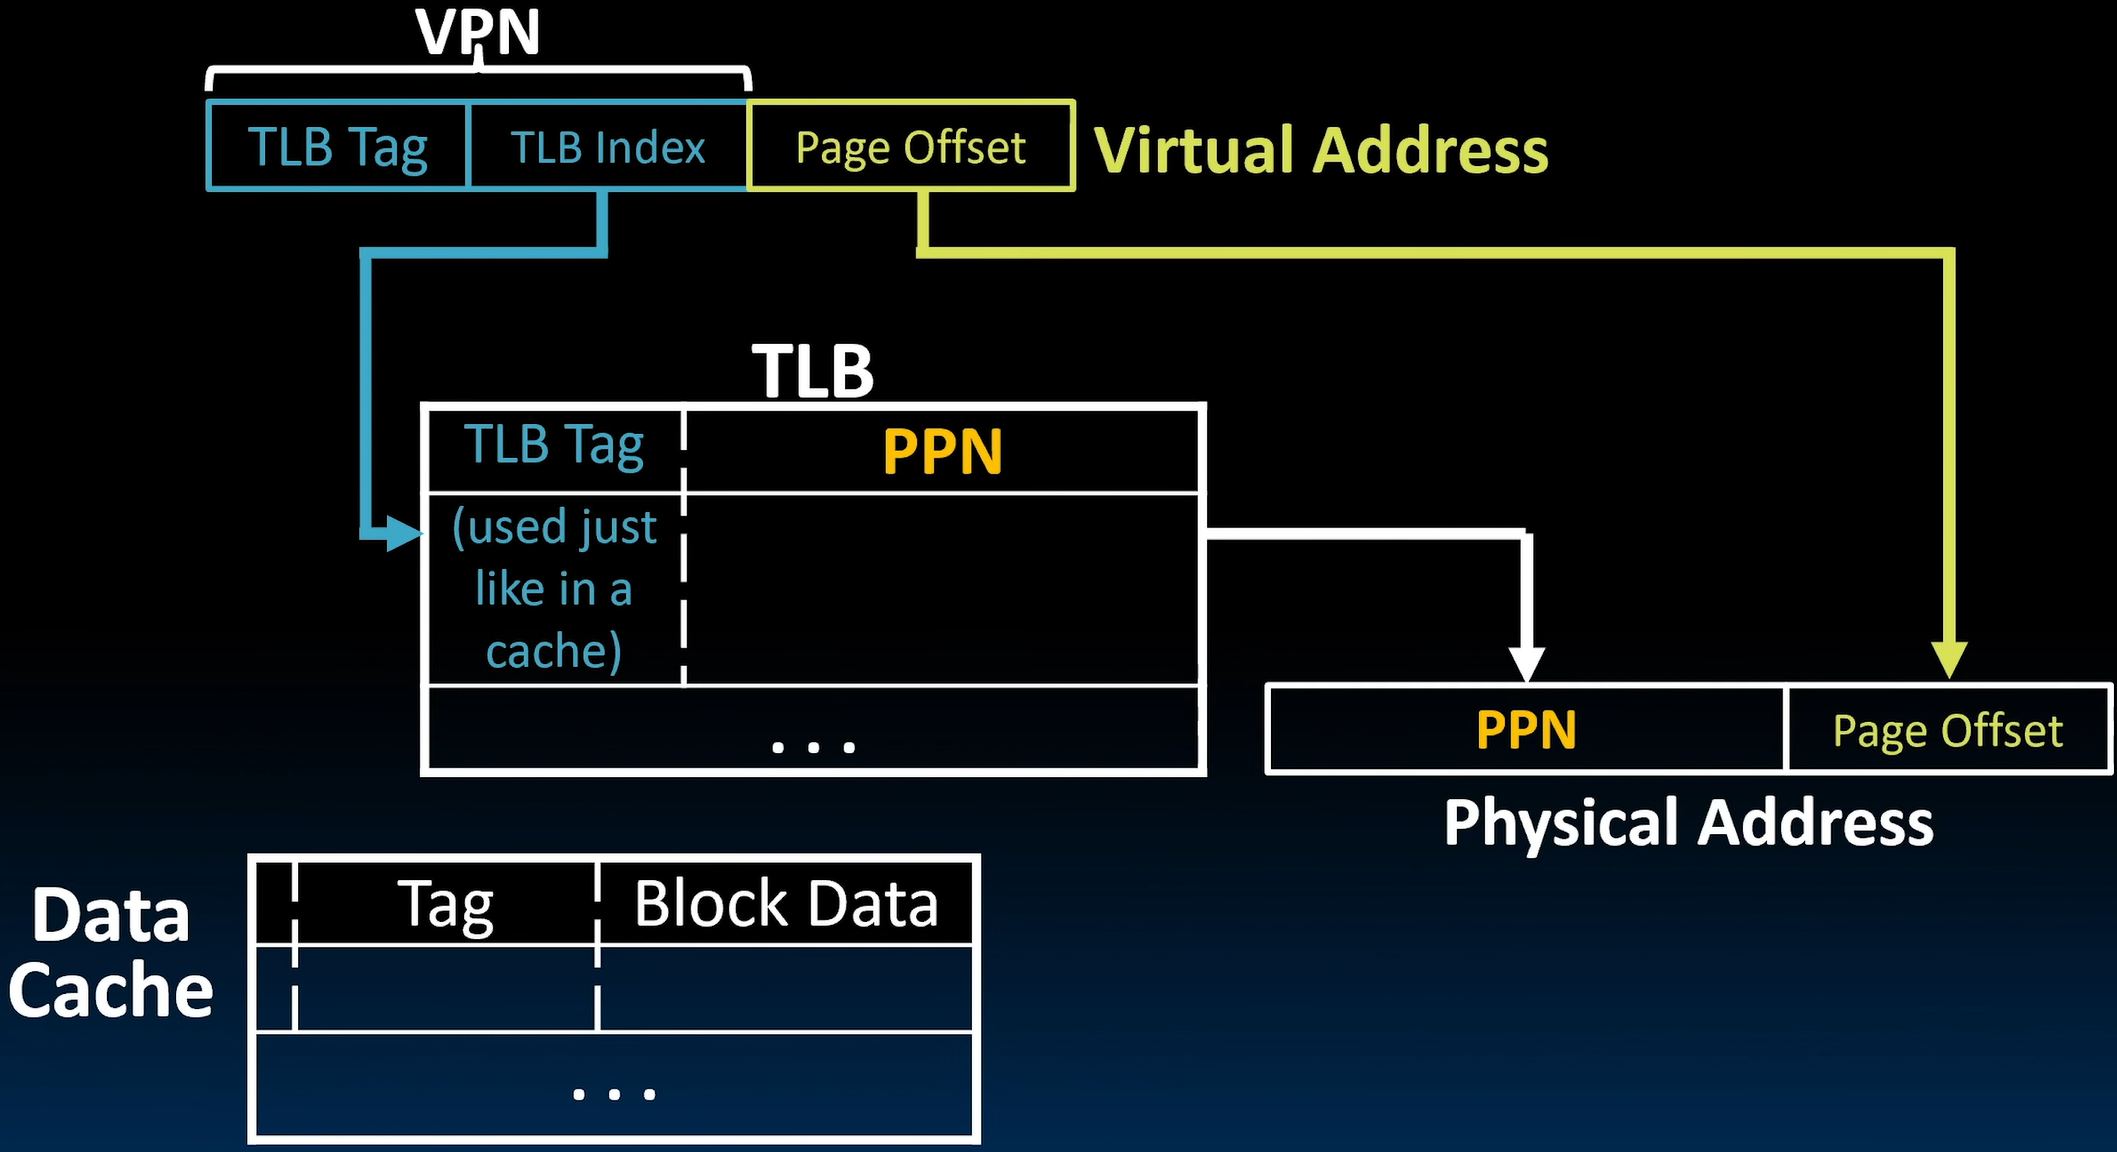 VPN
TLB Tag
TLB Index
Page Offset
Virtual Address
TLB
TLB Tag
PPN
(used just
like in a
cache)
...
PPN
Page Offset
Physical Address
Data
Cache
Tag
Block Data
...